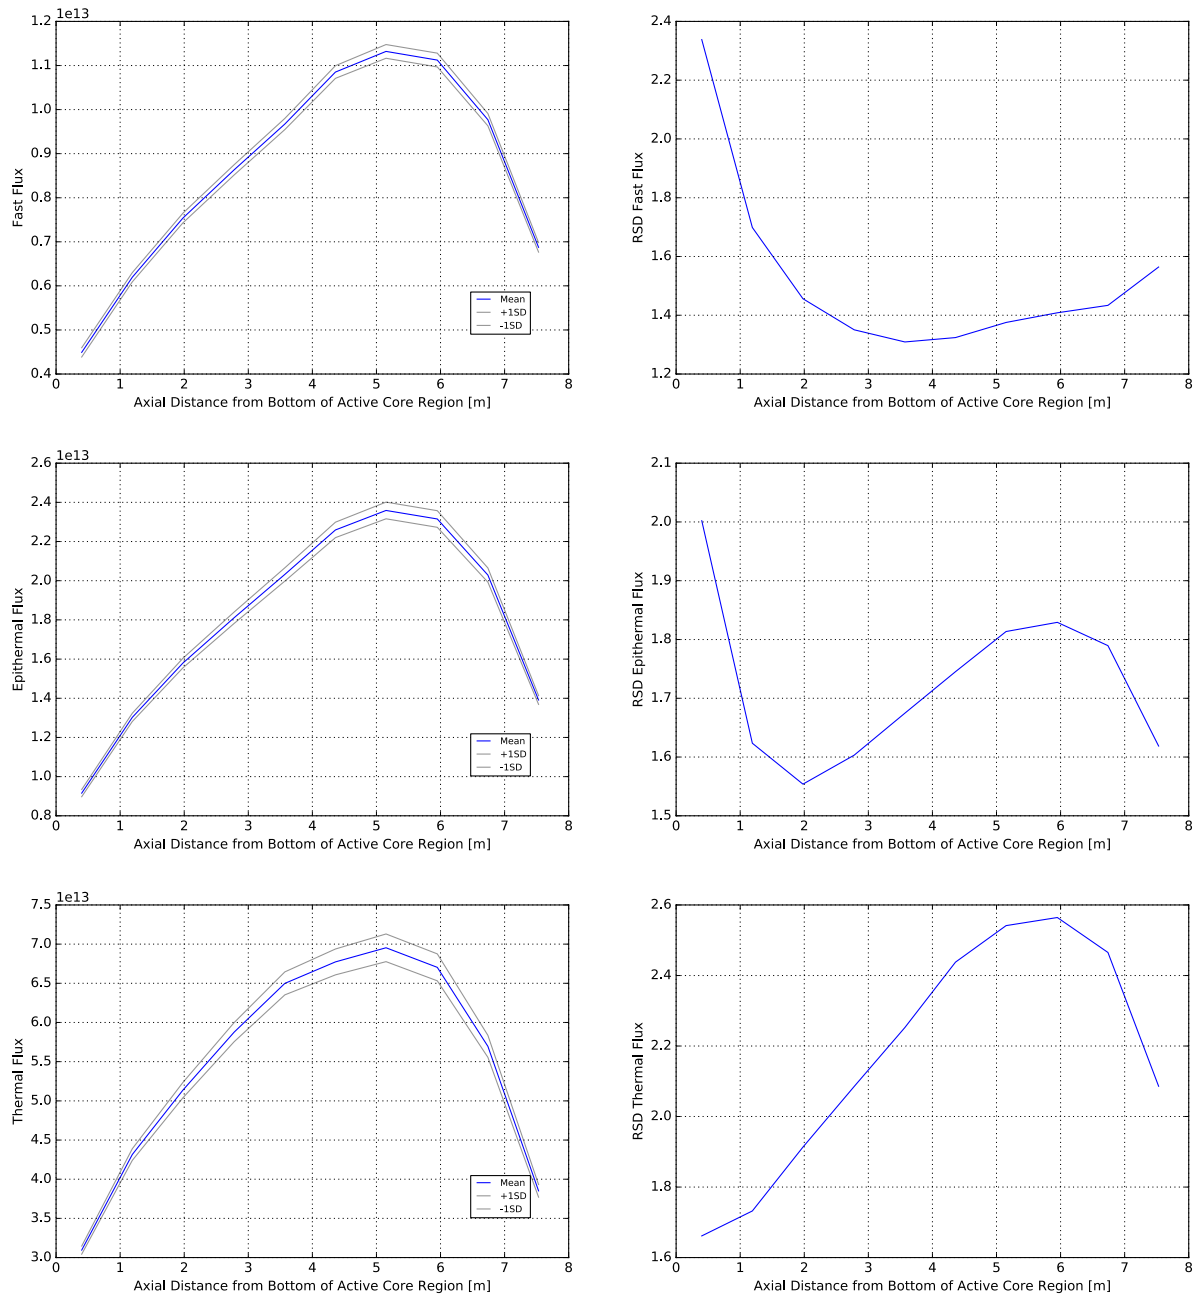 1e13
1.2
1.1
1.0
0.9
0.8
0.7
0.6
0.5
0.4
Fast Flux
Mean
+1SD
-1SD
0 1 2 3 4 5 6 7 8
Axial Distance from Bottom of Active Core Region [m]
2.4
2.2
2.0
1.8
1.6
1.4
1.2
RSD Fast Flux
0 1 2 3 4 5 6 7 8
Axial Distance from Bottom of Active Core Region [m]
1e13
2.6
2.4
2.2
2.0
1.8
1.6
1.4
1.2
1.0
0.8
Epithermal Flux
Mean
+1SD
-1SD
0 1 2 3 4 5 6 7 8
Axial Distance from Bottom of Active Core Region [m]
2.1
2.0
1.9
1.8
1.7
1.6
1.5
RSD Epithermal Flux
0 1 2 3 4 5 6 7 8
Axial Distance from Bottom of Active Core Region [m]
1e13
7.5
7.0
6.5
6.0
5.5
5.0
4.5
4.0
3.5
3.0
Thermal Flux
Mean
+1SD
-1SD
0 1 2 3 4 5 6 7 8
Axial Distance from Bottom of Active Core Region [m]
2.6
2.4
2.2
2.0
1.8
1.6
RSD Thermal Flux
0 1 2 3 4 5 6 7 8
Axial Distance from Bottom of Active Core Region [m]